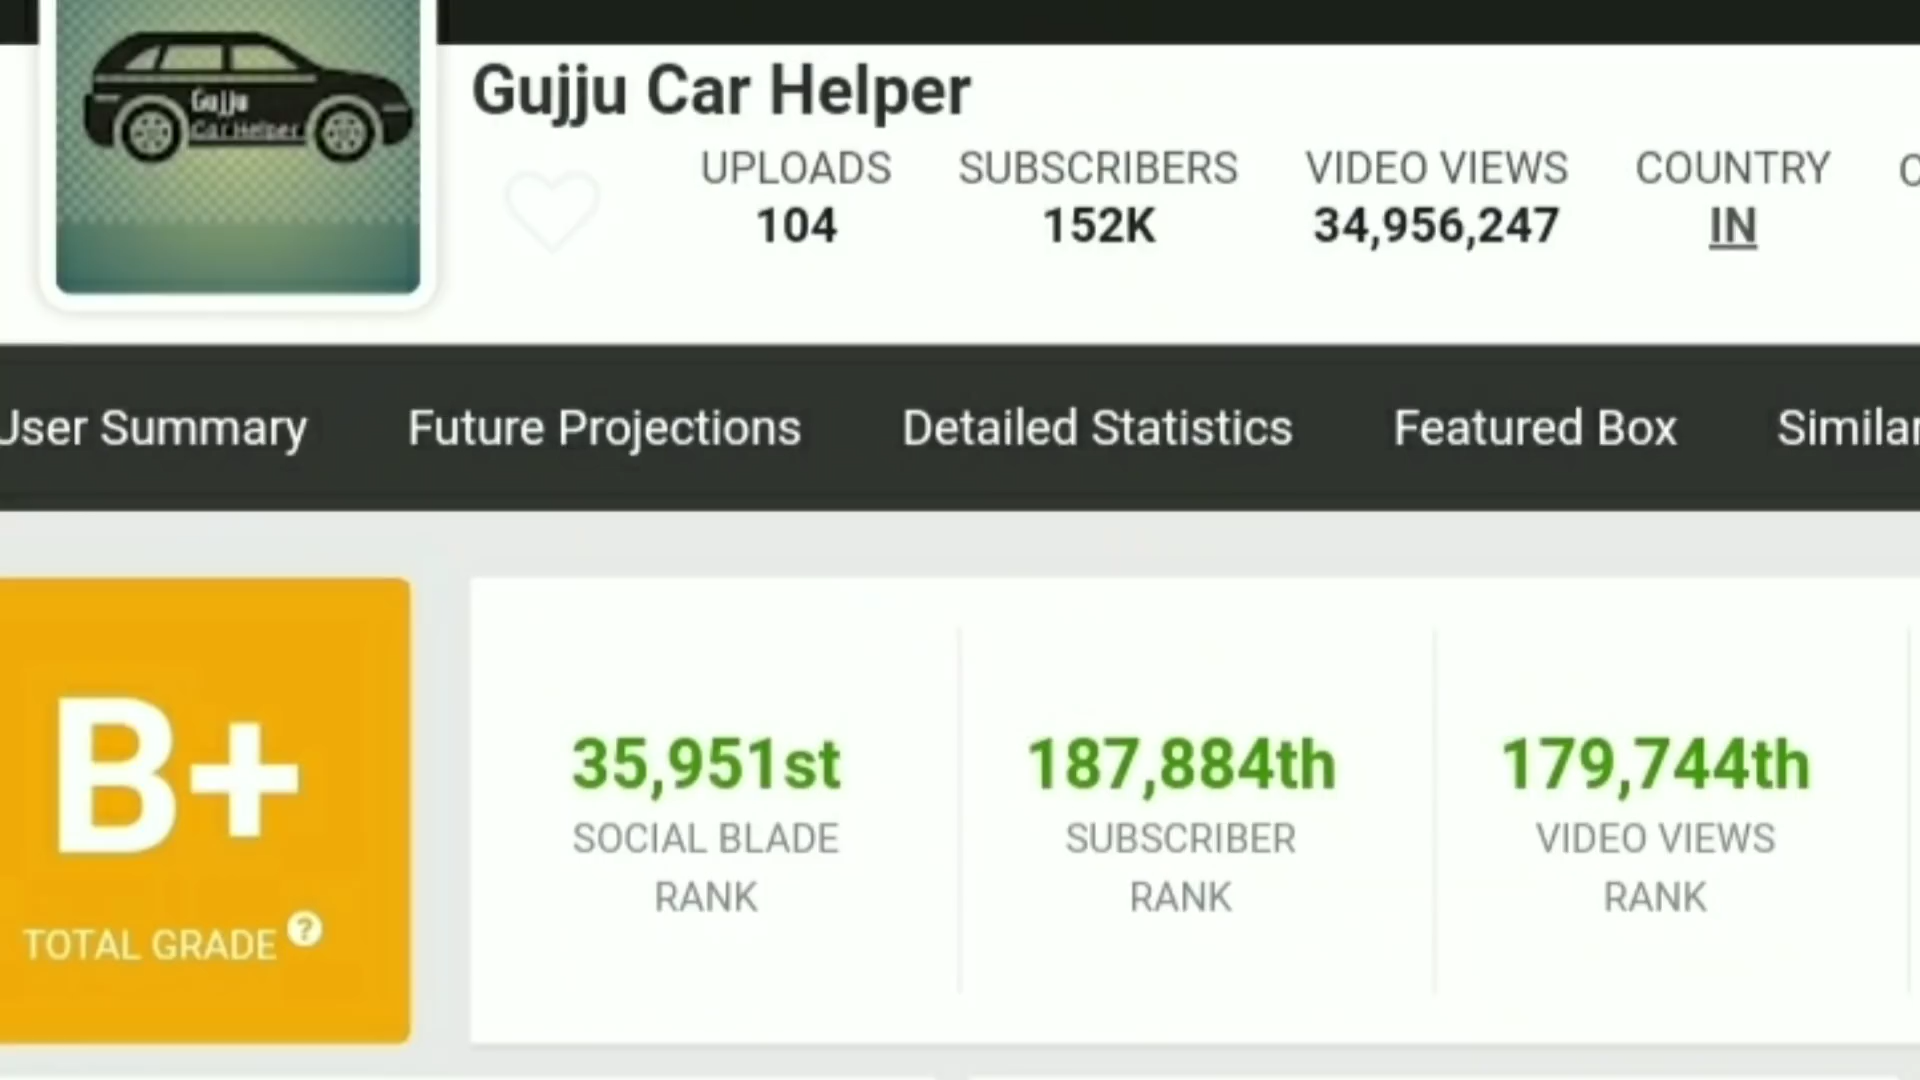 Gujju
Car Helper
Gujju Car Helper
UPLOADS
104
SUBSCRIBERS
152K
VIDEO VIEWS
34,956,247
COUNTRY
IN
C
User Summary
Future Projections
Detailed Statistics
Featured Box
Similar
B+
TOTAL GRADE ?
35,951st
SOCIAL BLADE
RANK
187,884th
SUBSCRIBER
RANK
179,744th
VIDEO VIEWS
RANK